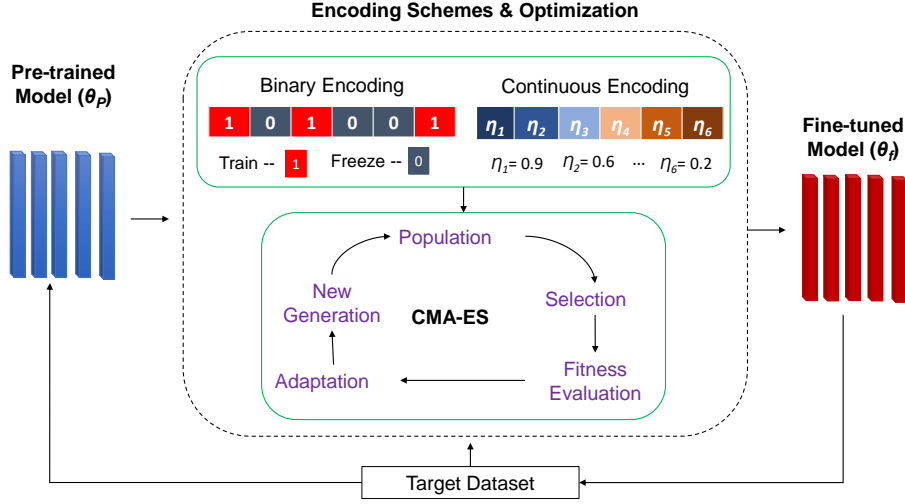 Encoding Schemes & Optimization
Pre-trained
Model (θP)
Binary Encoding
1 0 1 0 0 1
Train -- 1 Freeze -- 0
Continuous Encoding
η1 η2 η3 η4 η5 η6
η1= 0.9 η2= 0.6 ... η6= 0.2
Fine-tuned
Model (θf)
Population
Selection
Fitness
Evaluation
Adaptation
New
Generation
CMA-ES
Target Dataset